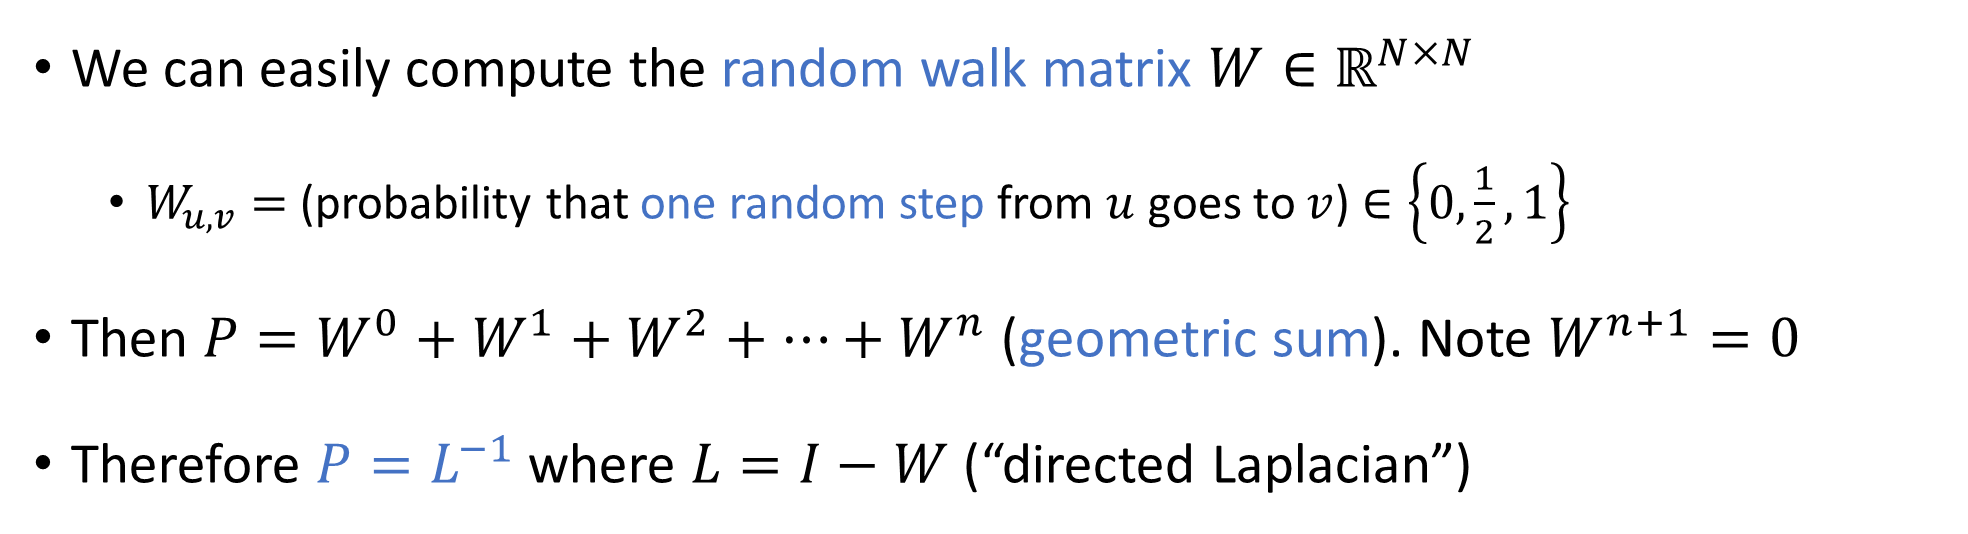 • We can easily compute the random walk matrix 𝑊 ∈ ℝ^{𝑁×𝑁}
• 𝑊_{𝑢,𝑣} = (probability that one random step from 𝑢 goes to 𝑣) ∈ {0, 1/2, 1}
• Then 𝑃 = 𝑊^0 + 𝑊^1 + 𝑊^2 + ⋯ + 𝑊^𝑛 (geometric sum). Note 𝑊^{𝑛+1} = 0
• Therefore 𝑃 = 𝐿^{−1} where 𝐿 = 𝐼 − 𝑊 (“directed Laplacian”)